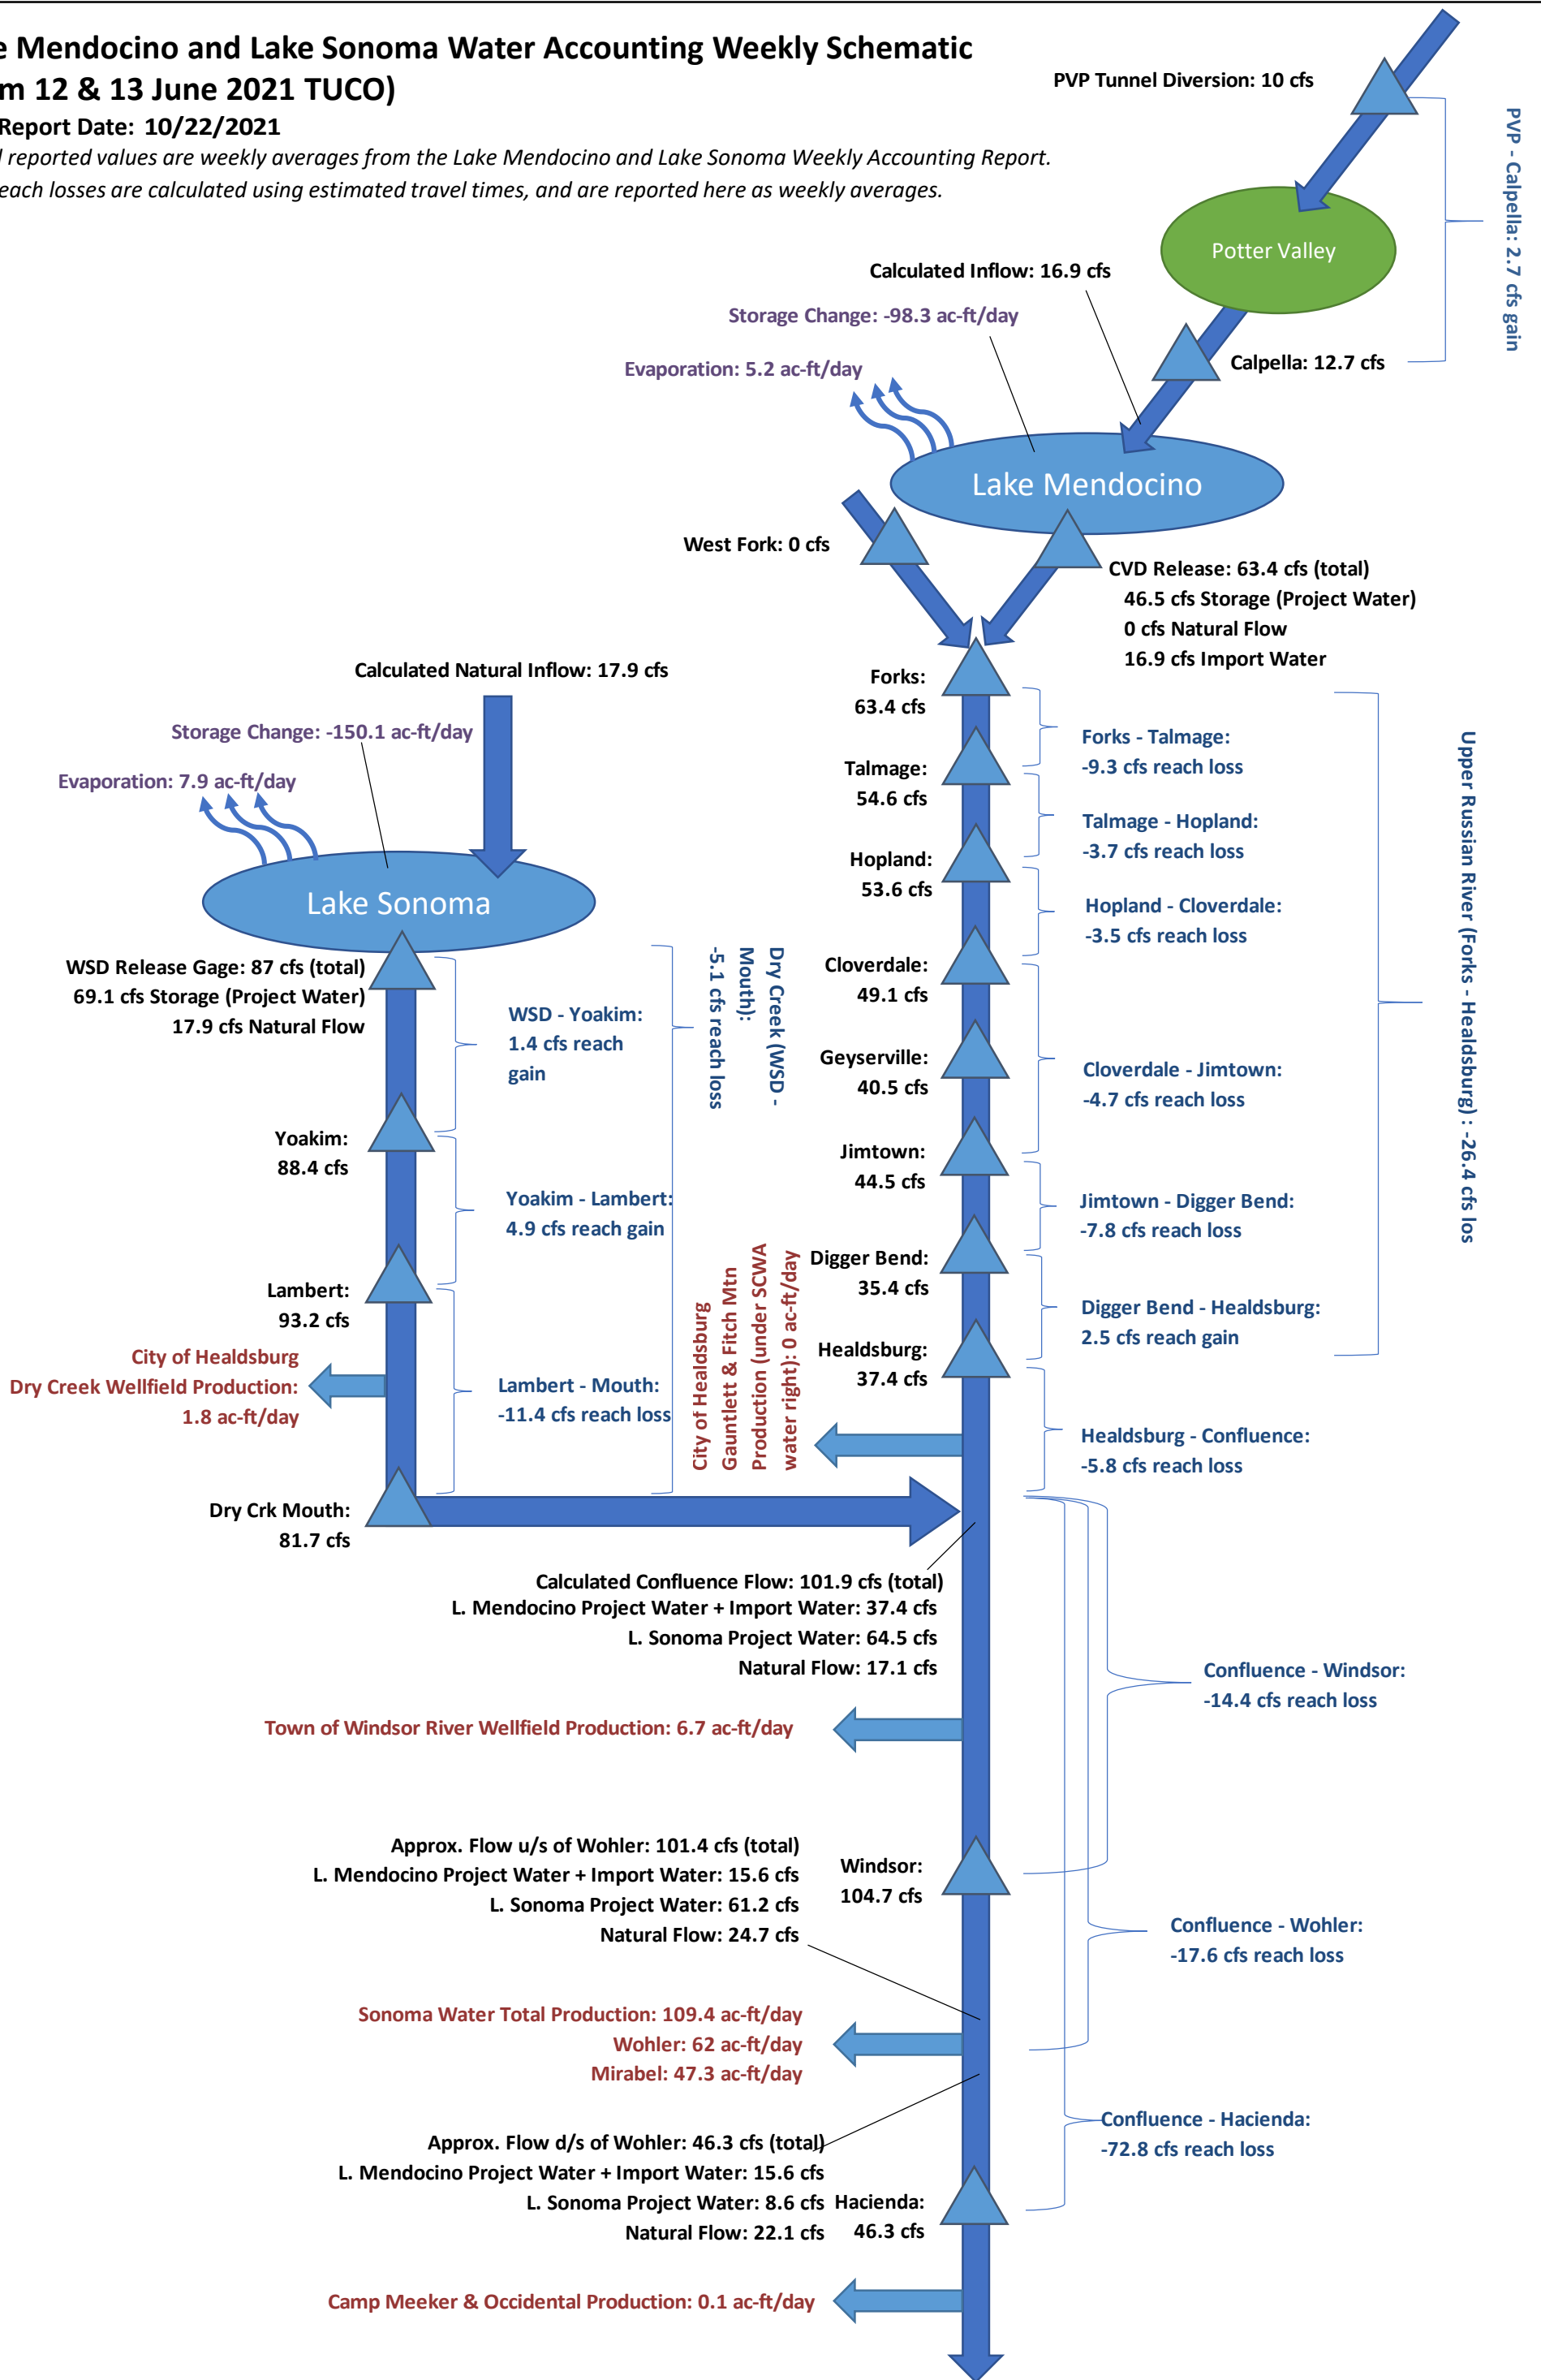 e Mendocino and Lake Sonoma Water Accounting Weekly Schematic
m 12 & 13 June 2021 TUCO)
Report Date: 10/22/2021
l reported values are weekly averages from the Lake Mendocino and Lake Sonoma Weekly Accounting Report.
each losses are calculated using estimated travel times, and are reported here as weekly averages.
PVP Tunnel Diversion: 10 cfs
PVP - Calpella: 2.7 cfs gain
Potter Valley
Calculated Inflow: 16.9 cfs
Storage Change: -98.3 ac-ft/day
Evaporation: 5.2 ac-ft/day
Calpella: 12.7 cfs
Lake Mendocino
West Fork: 0 cfs
CVD Release: 63.4 cfs (total)
46.5 cfs Storage (Project Water)
0 cfs Natural Flow
16.9 cfs Import Water
Calculated Natural Inflow: 17.9 cfs
Storage Change: -150.1 ac-ft/day
Evaporation: 7.9 ac-ft/day
Lake Sonoma
WSD Release Gage: 87 cfs (total)
69.1 cfs Storage (Project Water)
17.9 cfs Natural Flow
WSD - Yoakim:
1.4 cfs reach
gain
Dry Creek (WSD -
Mouth):
-5.1 cfs reach loss
Yoakim:
88.4 cfs
Yoakim - Lambert:
4.9 cfs reach gain
Lambert:
93.2 cfs
City of Healdsburg
Dry Creek Wellfield Production:
1.8 ac-ft/day
Lambert - Mouth:
-11.4 cfs reach loss
Dry Crk Mouth:
81.7 cfs
Forks:
63.4 cfs
Forks - Talmage:
-9.3 cfs reach loss
Talmage:
54.6 cfs
Talmage - Hopland:
-3.7 cfs reach loss
Hopland:
53.6 cfs
Hopland - Cloverdale:
-3.5 cfs reach loss
Cloverdale:
49.1 cfs
Geyserville:
40.5 cfs
Cloverdale - Jimtown:
-4.7 cfs reach loss
Jimtown:
44.5 cfs
Jimtown - Digger Bend:
-7.8 cfs reach loss
Digger Bend:
35.4 cfs
Digger Bend - Healdsburg:
2.5 cfs reach gain
Healdsburg:
37.4 cfs
Upper Russian River (Forks - Healdsburg) : -26.4 cfs los
City of Healdsburg
Gauntlett & Fitch Mtn
Production (under SCWA
water right): 0 ac-ft/day
Healdsburg - Confluence:
-5.8 cfs reach loss
Calculated Confluence Flow: 101.9 cfs (total)
L. Mendocino Project Water + Import Water: 37.4 cfs
L. Sonoma Project Water: 64.5 cfs
Natural Flow: 17.1 cfs
Confluence - Windsor:
-14.4 cfs reach loss
Town of Windsor River Wellfield Production: 6.7 ac-ft/day
Approx. Flow u/s of Wohler: 101.4 cfs (total)
L. Mendocino Project Water + Import Water: 15.6 cfs
L. Sonoma Project Water: 61.2 cfs
Natural Flow: 24.7 cfs
Windsor:
104.7 cfs
Confluence - Wohler:
-17.6 cfs reach loss
Sonoma Water Total Production: 109.4 ac-ft/day
Wohler: 62 ac-ft/day
Mirabel: 47.3 ac-ft/day
Confluence - Hacienda:
-72.8 cfs reach loss
Approx. Flow d/s of Wohler: 46.3 cfs (total)
L. Mendocino Project Water + Import Water: 15.6 cfs
L. Sonoma Project Water: 8.6 cfs
Natural Flow: 22.1 cfs
Hacienda:
46.3 cfs
Camp Meeker & Occidental Production: 0.1 ac-ft/day